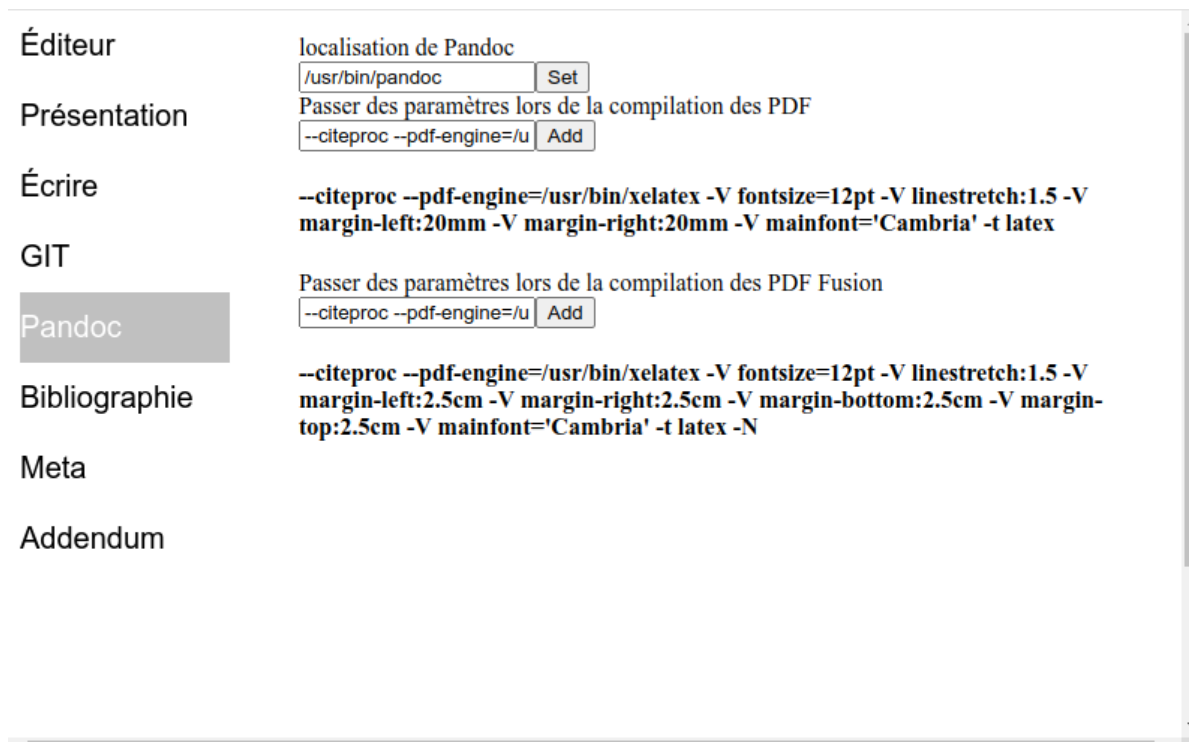 Éditeur
Présentation
Écrire
GIT
Pandoc
Bibliographie
Meta
Addendum
localisation de Pandoc
/usr/bin/pandoc Set
Passer des paramètres lors de la compilation des PDF
--citeproc --pdf-engine=/u Add
--citeproc --pdf-engine=/usr/bin/xelatex -V fontsize=12pt -V linestretch:1.5 -V
margin-left:20mm -V margin-right:20mm -V mainfont='Cambria' -t latex
Passer des paramètres lors de la compilation des PDF Fusion
--citeproc --pdf-engine=/u Add
--citeproc --pdf-engine=/usr/bin/xelatex -V fontsize=12pt -V linestretch:1.5 -V
margin-left:2.5cm -V margin-right:2.5cm -V margin-bottom:2.5cm -V margin-
top:2.5cm -V mainfont='Cambria' -t latex -N